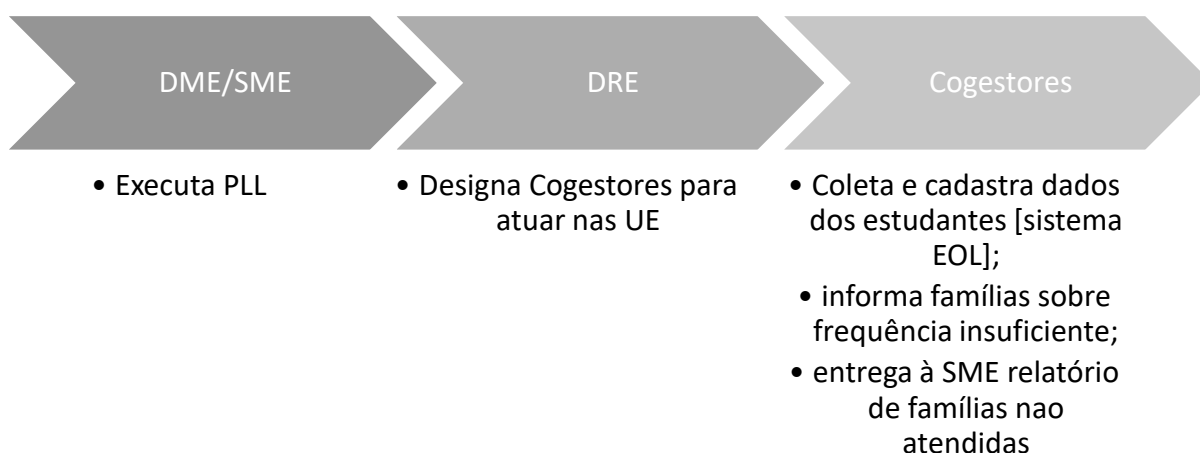 DME/SME
• Executa PLL
DRE
• Designa Cogestores para
atuar nas UE
Cogestores
• Coleta e cadastra dados
dos estudantes [sistema
EOL];
• informa famílias sobre
frequência insuficiente;
• entrega à SME relatório
de famílias nao
atendidas